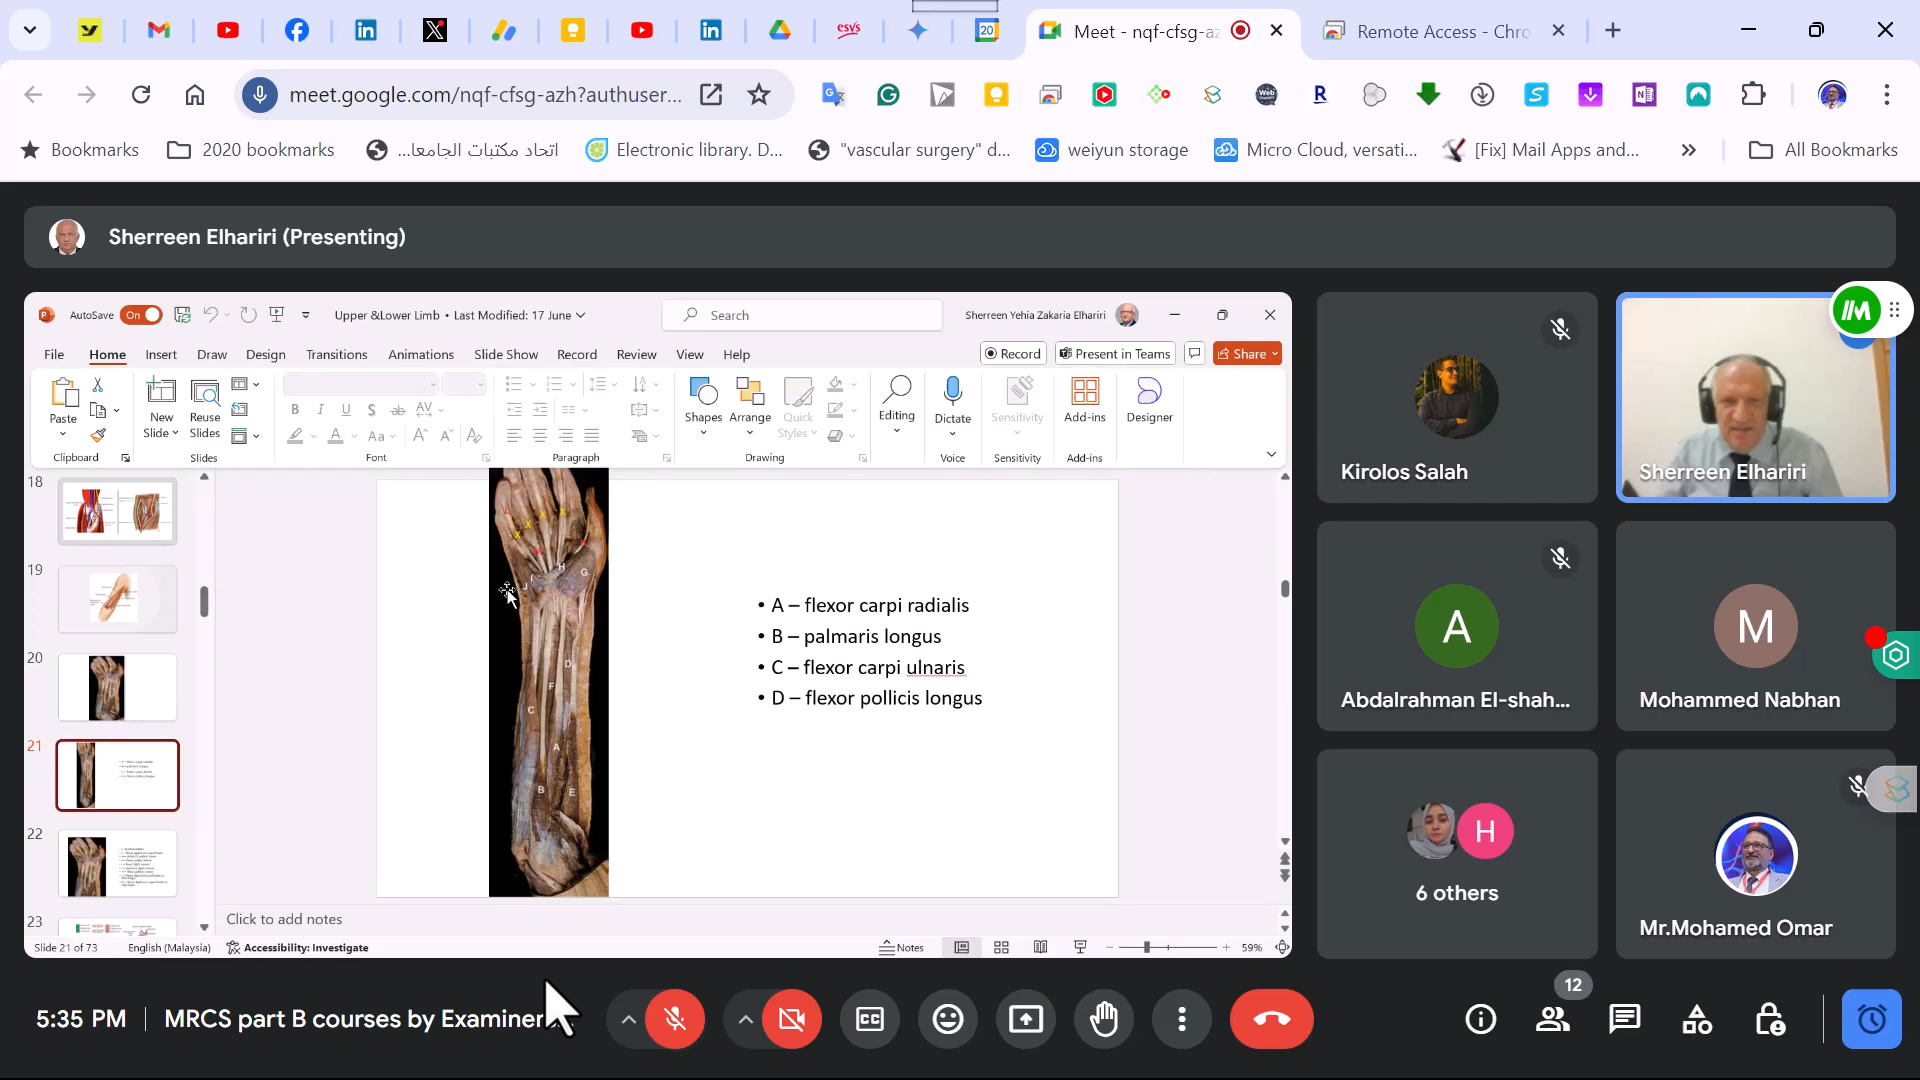 esvs
20
Meet - nqf-cfsg-az
Remote Access - Chro
meet.google.com/nqf-cfsg-azh?authuser...
Bookmarks
2020 bookmarks
اتحاد مكتبات الجامعا...
Electronic library. D...
"vascular surgery" d...
weiyun storage
Micro Cloud, versati...
[Fix] Mail Apps and...
All Bookmarks
Sherreen Elhariri (Presenting)
AutoSave
On
Upper &Lower Limb • Last Modified: 17 June
Search
Sherreen Yehia Zakaria Elhariri
File
Home
Insert
Draw
Design
Transitions
Animations
Slide Show
Record
Review
View
Help
Record
Present in Teams
Share
Paste
New Slide
Reuse Slides
Shapes
Arrange
Quick Styles
Editing
Dictate
Sensitivity
Add-ins
Designer
Clipboard
Slides
Font
Paragraph
Drawing
Voice
Sensitivity
Add-ins
18
19
20
21
22
23
H
G
I
J
D
F
C
A
B
E
• A – flexor carpi radialis
• B – palmaris longus
• C – flexor carpi ulnaris
• D – flexor pollicis longus
Click to add notes
Slide 21 of 73
English (Malaysia)
Accessibility: Investigate
Notes
59%
Kirolos Salah
Sherreen Elhariri
A
Abdalrahman El-shah...
M
Mohammed Nabhan
H
6 others
Mr.Mohamed Omar
5:35 PM
MRCS part B courses by Examiner
12